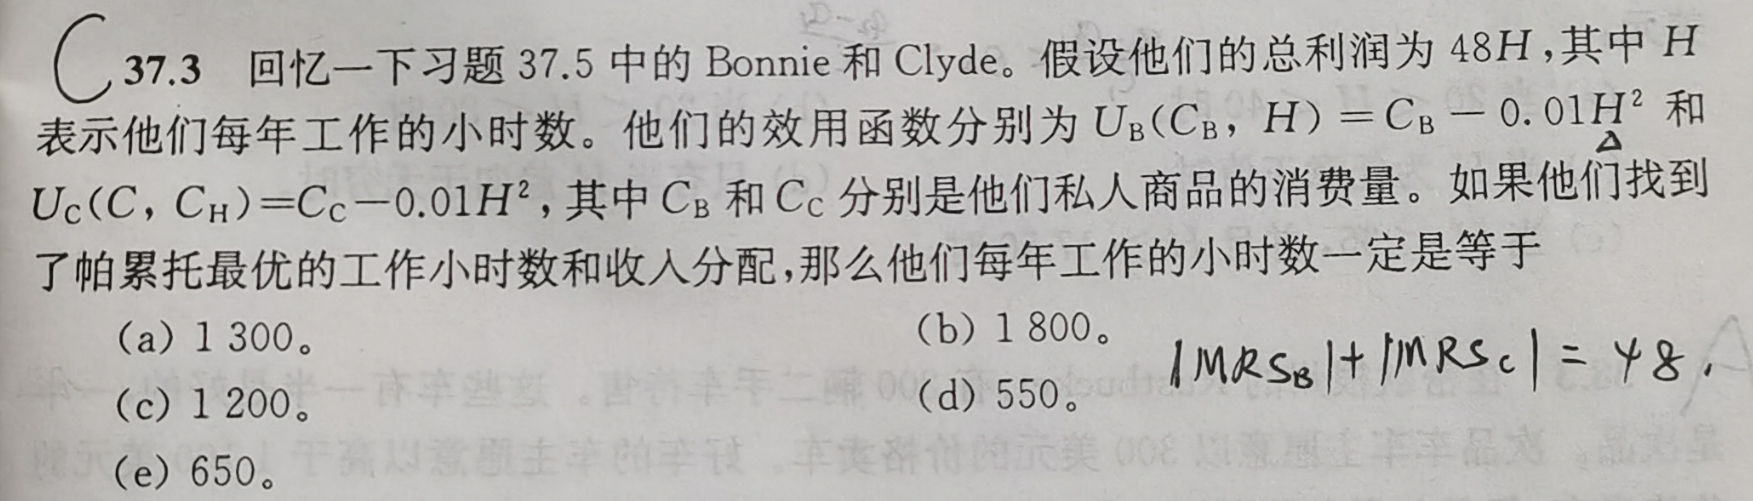 C 37.3 回忆一下习题 37.5 中的 Bonnie 和 Clyde。假设他们的总利润为 48H,其中 H
表示他们每年工作的小时数。他们的效用函数分别为 U_B(C_B, H) = C_B − 0.01H² 和
U_C(C, C_H)=C_C−0.01H²,其中 C_B 和 C_C 分别是他们私人商品的消费量。如果他们找到
了帕累托最优的工作小时数和收入分配,那么他们每年工作的小时数一定是等于
(a) 1 300。 (b) 1 800。
|MRS_B|+|MRS_C| = 48.
(c) 1 200。 (d) 550。
(e) 650。